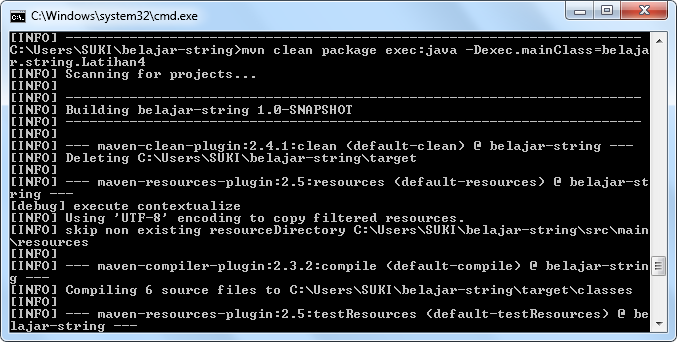 C:\Windows\system32\cmd.exe
[INFO] ------------------------------------------------------------------------
C:\Users\SUKI\belajar-string>mvn clean package exec:java -Dexec.mainClass=belaja
r.string.Latihan4
[INFO] Scanning for projects...
[INFO]
[INFO] ------------------------------------------------------------------------
[INFO] Building belajar-string 1.0-SNAPSHOT
[INFO] ------------------------------------------------------------------------
[INFO]
[INFO] --- maven-clean-plugin:2.4.1:clean (default-clean) @ belajar-string ---
[INFO] Deleting C:\Users\SUKI\belajar-string\target
[INFO]
[INFO] --- maven-resources-plugin:2.5:resources (default-resources) @ belajar-st
ring ---
[debug] execute contextualize
[INFO] Using 'UTF-8' encoding to copy filtered resources.
[INFO] skip non existing resourceDirectory C:\Users\SUKI\belajar-string\src\main
\resources
[INFO]
[INFO] --- maven-compiler-plugin:2.3.2:compile (default-compile) @ belajar-strin
g ---
[INFO] Compiling 6 source files to C:\Users\SUKI\belajar-string\target\classes
[INFO]
[INFO] --- maven-resources-plugin:2.5:testResources (default-testResources) @ be
lajar-string ---